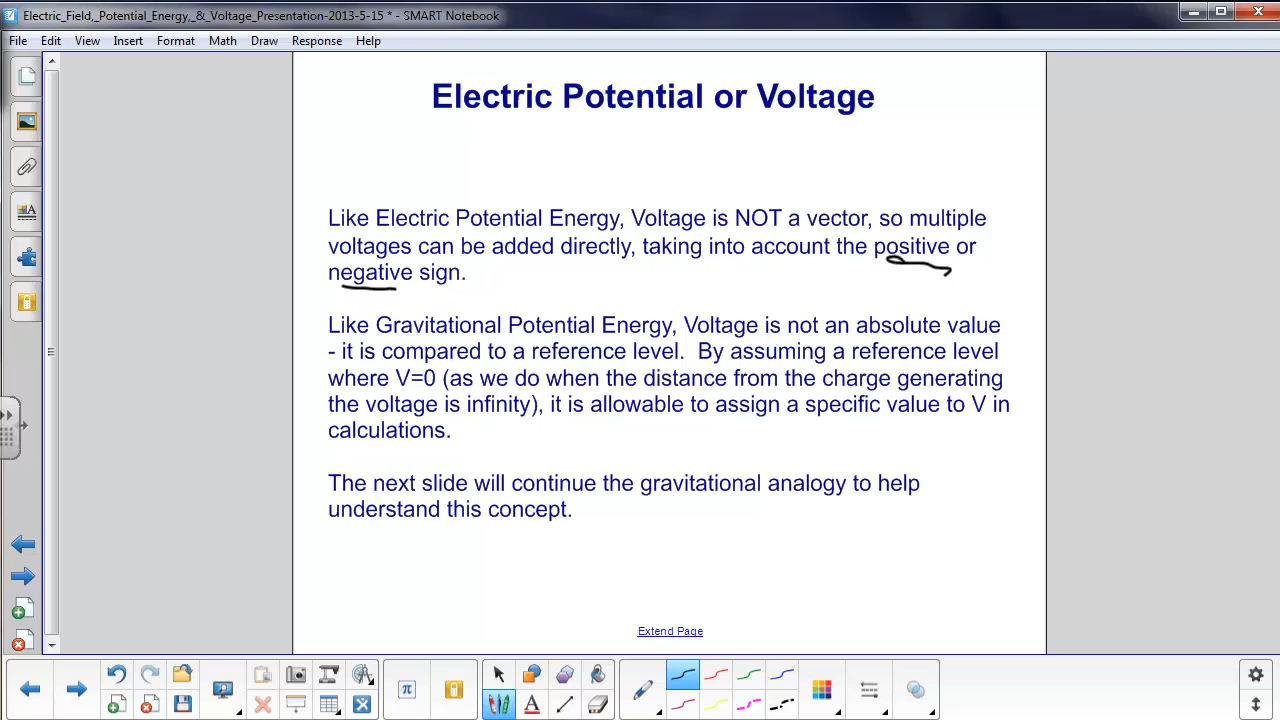 Electric_Field,_Potential_Energy,_&_Voltage_Presentation-2013-5-15 * - SMART Notebook
File Edit View Insert Format Math Draw Response Help
Electric Potential or Voltage
Like Electric Potential Energy, Voltage is NOT a vector, so multiple
voltages can be added directly, taking into account the positive or
negative sign.
Like Gravitational Potential Energy, Voltage is not an absolute value
- it is compared to a reference level. By assuming a reference level
where V=0 (as we do when the distance from the charge generating
the voltage is infinity), it is allowable to assign a specific value to V in
calculations.
The next slide will continue the gravitational analogy to help
understand this concept.
Extend Page